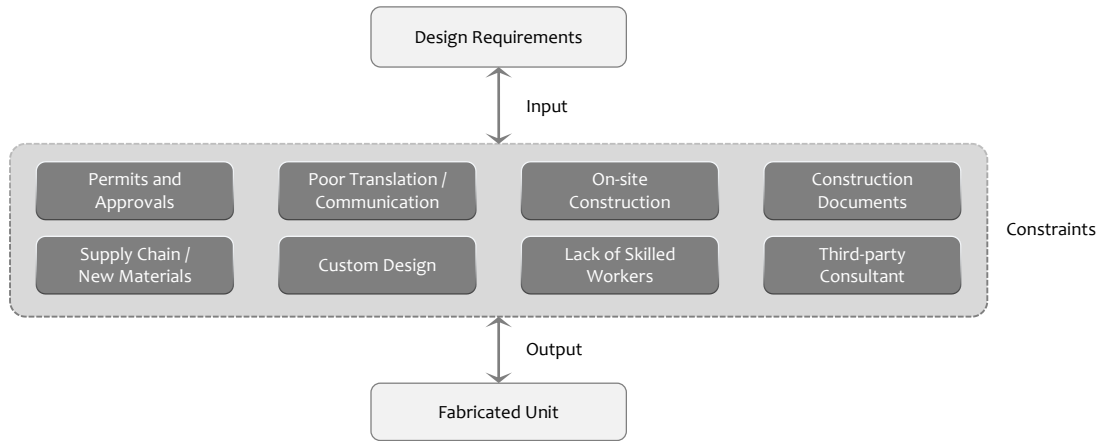 Design Requirements
Input
Permits and
Approvals
Poor Translation /
Communication
On-site
Construction
Construction
Documents
Constraints
Supply Chain /
New Materials
Custom Design
Lack of Skilled
Workers
Third-party
Consultant
Output
Fabricated Unit